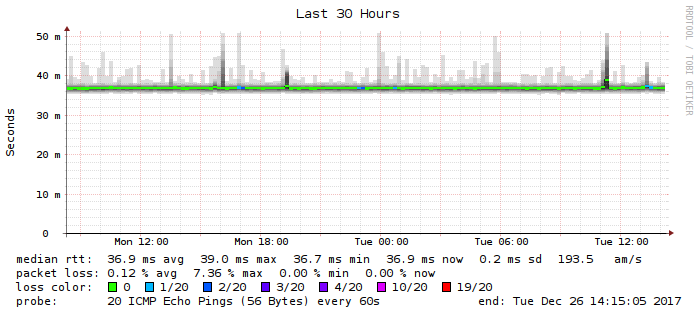 Last 30 Hours
RRDTOOL / TOBI OETIKER
Seconds
50 m
40 m
30 m
20 m
10 m
0
Mon 12:00 Mon 18:00 Tue 00:00 Tue 06:00 Tue 12:00
median rtt: 36.9 ms avg 39.0 ms max 36.7 ms min 36.9 ms now 0.2 ms sd 193.5 am/s
packet loss: 0.12 % avg 7.36 % max 0.00 % min 0.00 % now
loss color: 0 1/20 2/20 3/20 4/20 10/20 19/20
probe: 20 ICMP Echo Pings (56 Bytes) every 60s end: Tue Dec 26 14:15:05 2017